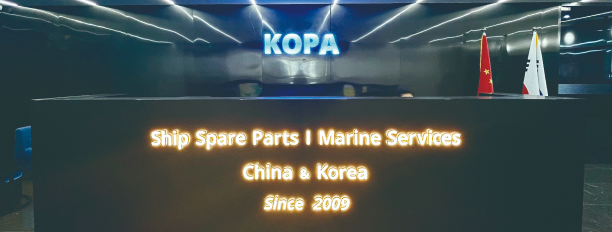 KOPA
Ship Spare Parts | Marine Services
China & Korea
Since 2009